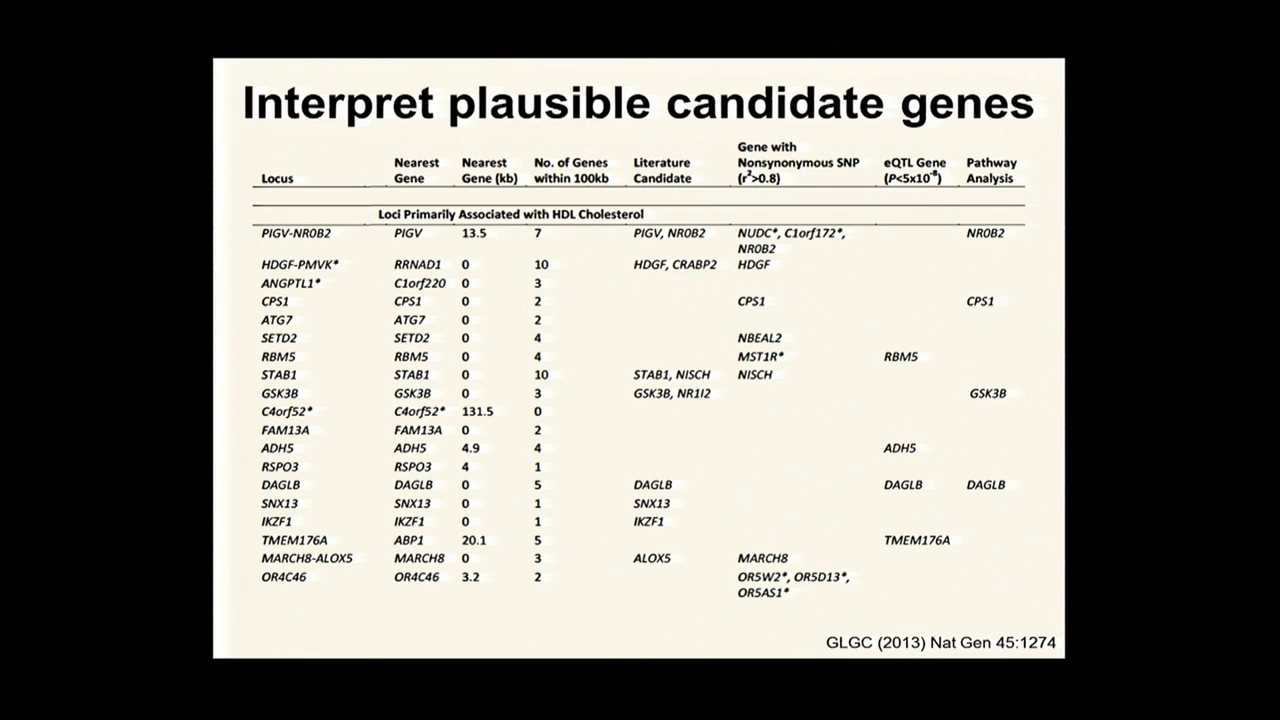 Interpret plausible candidate genes
Locus Nearest Gene Nearest Gene (kb) No. of Genes within 100kb Literature Candidate Gene with Nonsynonymous SNP (r²>0.8) eQTL Gene (P<5x10⁻⁸) Pathway Analysis
Loci Primarily Associated with HDL Cholesterol
PIGV-NR0B2 PIGV 13.5 7 PIGV, NR0B2 NUDC*, C1orf172*, NR0B2 NR0B2
HDGF-PMVK* RRNAD1 0 10 HDGF, CRABP2 HDGF
ANGPTL1* C1orf220 0 3
CPS1 CPS1 0 2 CPS1 CPS1
ATG7 ATG7 0 2
SETD2 SETD2 0 4 NBEAL2
RBM5 RBM5 0 4 MST1R* RBM5
STAB1 STAB1 0 10 STAB1, NISCH NISCH
GSK3B GSK3B 0 3 GSK3B, NR1I2 GSK3B
C4orf52* C4orf52* 131.5 0
FAM13A FAM13A 0 2
ADH5 ADH5 4.9 4 ADH5
RSPO3 RSPO3 4 1
DAGLB DAGLB 0 5 DAGLB DAGLB DAGLB
SNX13 SNX13 0 1 SNX13
IKZF1 IKZF1 0 1 IKZF1
TMEM176A ABP1 20.1 5 TMEM176A
MARCH8-ALOX5 MARCH8 0 3 ALOX5 MARCH8
OR4C46 OR4C46 3.2 2 OR5W2*, OR5D13*, OR5AS1*
GLGC (2013) Nat Gen 45:1274